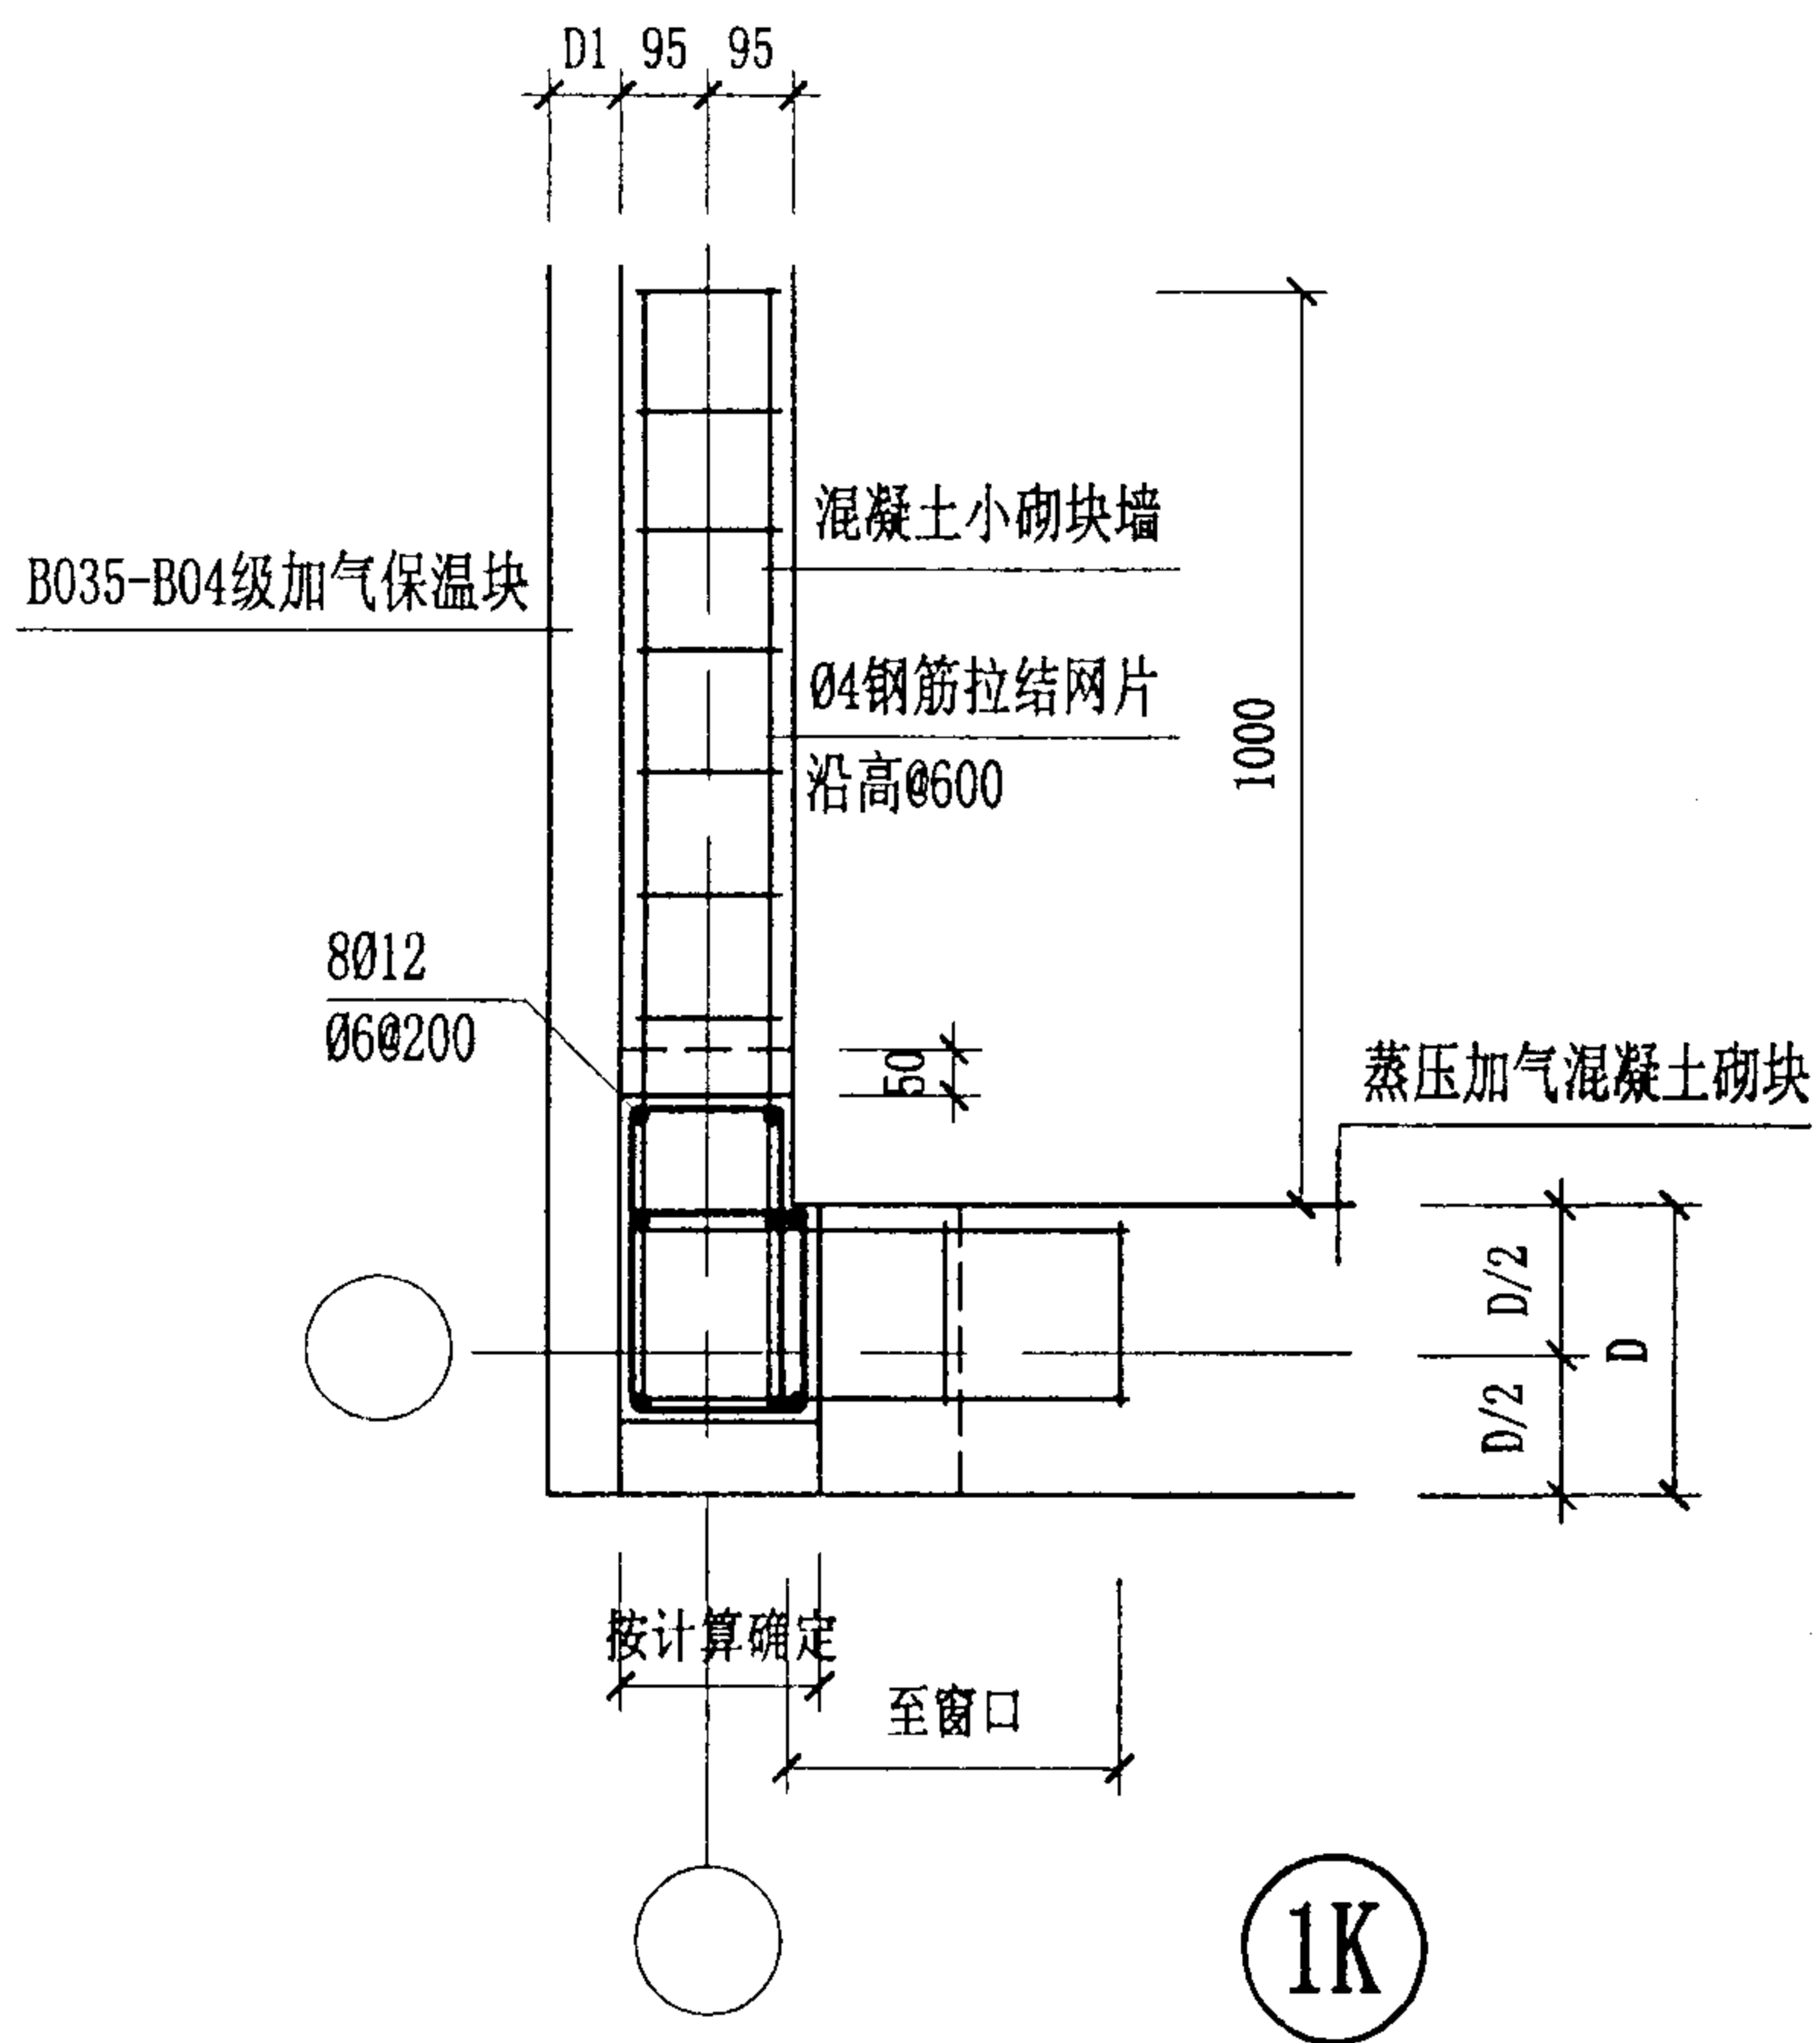 D1 95 95
混凝土小砌块墙
B035-B04级加气保温块
Ø4钢筋拉结网片
沿高@600
1000
8Ø12
Ø6@200
50
蒸压加气混凝土砌块
D/2
D
D/2
按计算确定
至窗口
1K